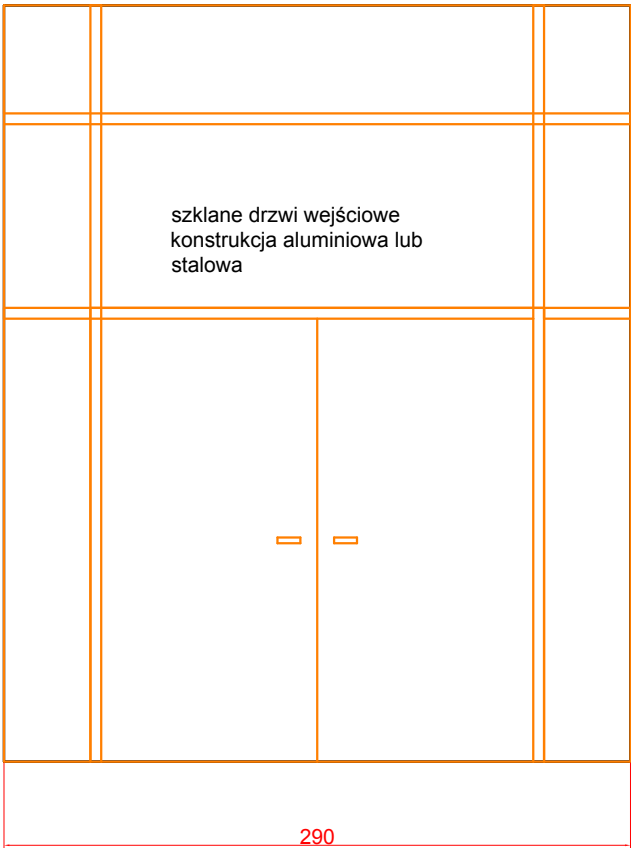 szklane drzwi wejściowe
konstrukcja aluminiowa lub
stalowa
290